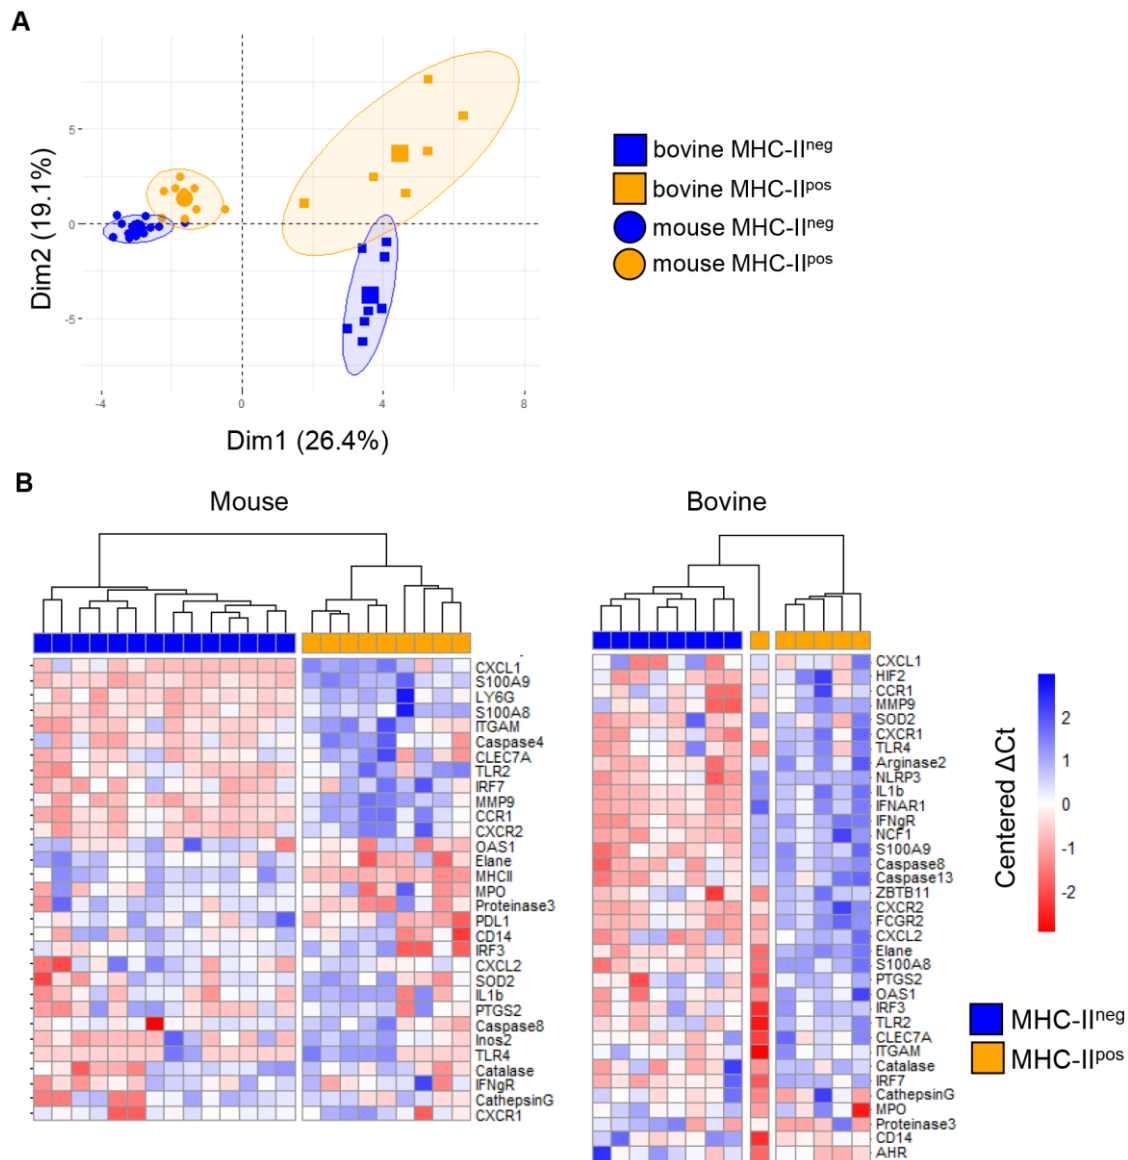 A
5
0
-5
Dim2 (19.1%)
-4
0
4
8
Dim1 (26.4%)
bovine MHC-IIneg
bovine MHC-IIpos
mouse MHC-IIneg
mouse MHC-IIpos
B
Mouse
CXCL1
S100A9
LY6G
S100A8
ITGAM
Caspase4
CLEC7A
TLR2
IRF7
MMP9
CCR1
CXCR2
OAS1
Elane
MHCII
MPO
Proteinase3
PDL1
CD14
IRF3
CXCL2
SOD2
IL1b
PTGS2
Caspase8
Inos2
TLR4
Catalase
IFNgR
CathepsinG
CXCR1
Bovine
CXCL1
HIF2
CCR1
MMP9
SOD2
CXCR1
TLR4
Arginase2
NLRP3
IL1b
IFNAR1
IFNgR
NCF1
S100A9
Caspase8
Caspase13
ZBTB11
CXCR2
FCGR2
CXCL2
Elane
S100A8
PTGS2
OAS1
IRF3
TLR2
CLEC7A
ITGAM
Catalase
IRF7
CathepsinG
MPO
Proteinase3
CD14
AHR
Centered ΔCt
2
1
0
-1
-2
MHC-IIneg
MHC-IIpos